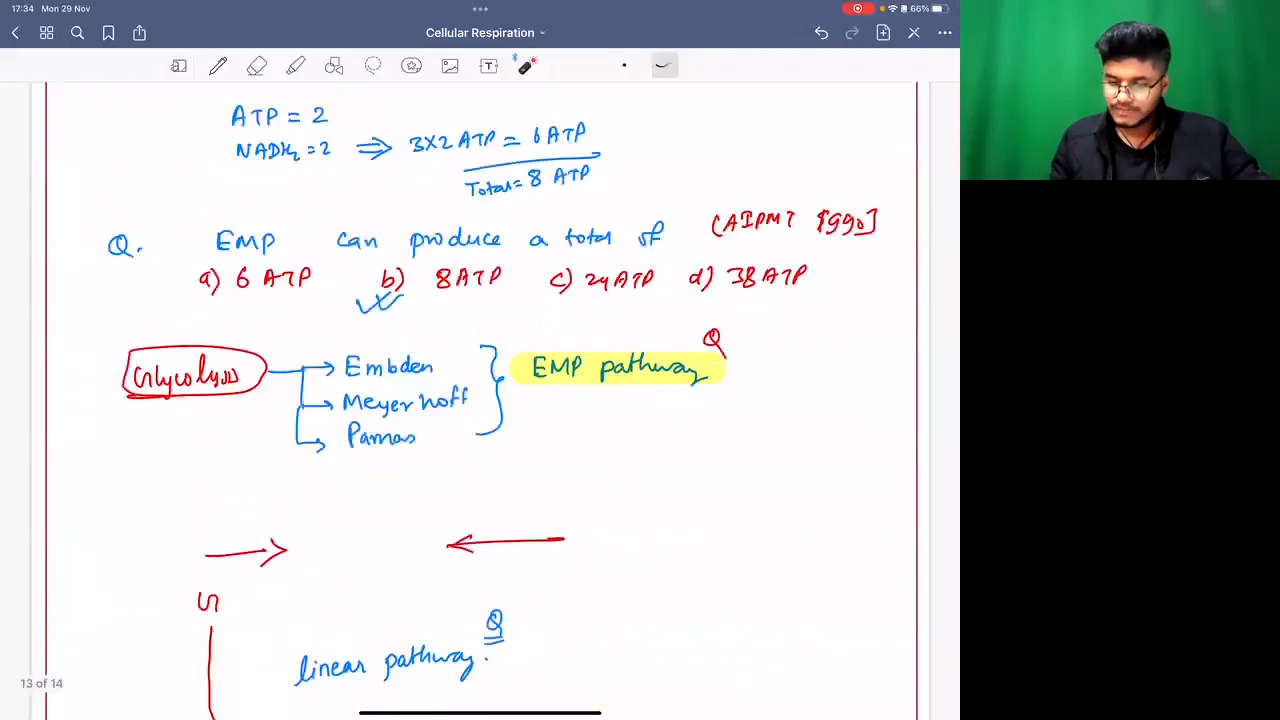 17:34 Mon 29 Nov
66%
Cellular Respiration
ATP = 2
NADH₂ = 2 ⇒ 3X2 ATP = 6 ATP
Total = 8 ATP
Q. EMP can produce a total of [AIPMT 1990]
a) 6 ATP b) 8 ATP c) 24 ATP d) 38 ATP
Q
Glycolysis → Embden } EMP pathway
→ Meyerhoff
→ Parnas
G
Q
linear pathway.
13 of 14